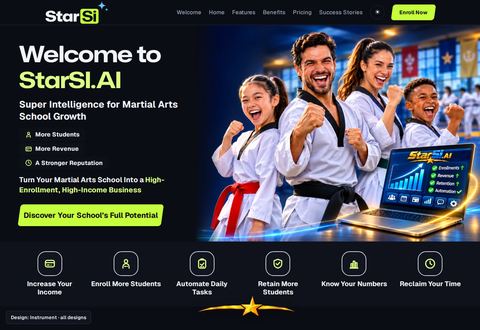 StarSi
Welcome
Home
Features
Benefits
Pricing
Success Stories
Enroll Now
Welcome to
StarSI.AI
Super Intelligence for Martial Arts
School Growth
More Students
More Revenue
A Stronger Reputation
Turn Your Martial Arts School Into a High-
Enrollment, High-Income Business
Discover Your School's Full Potential
StarSI.AI
Enrollments
Revenue
Retention
Automation
Increase Your
Income
Enroll More Students
Automate Daily
Tasks
Retain More
Students
Know Your Numbers
Reclaim Your Time
Design: Instrument · all designs